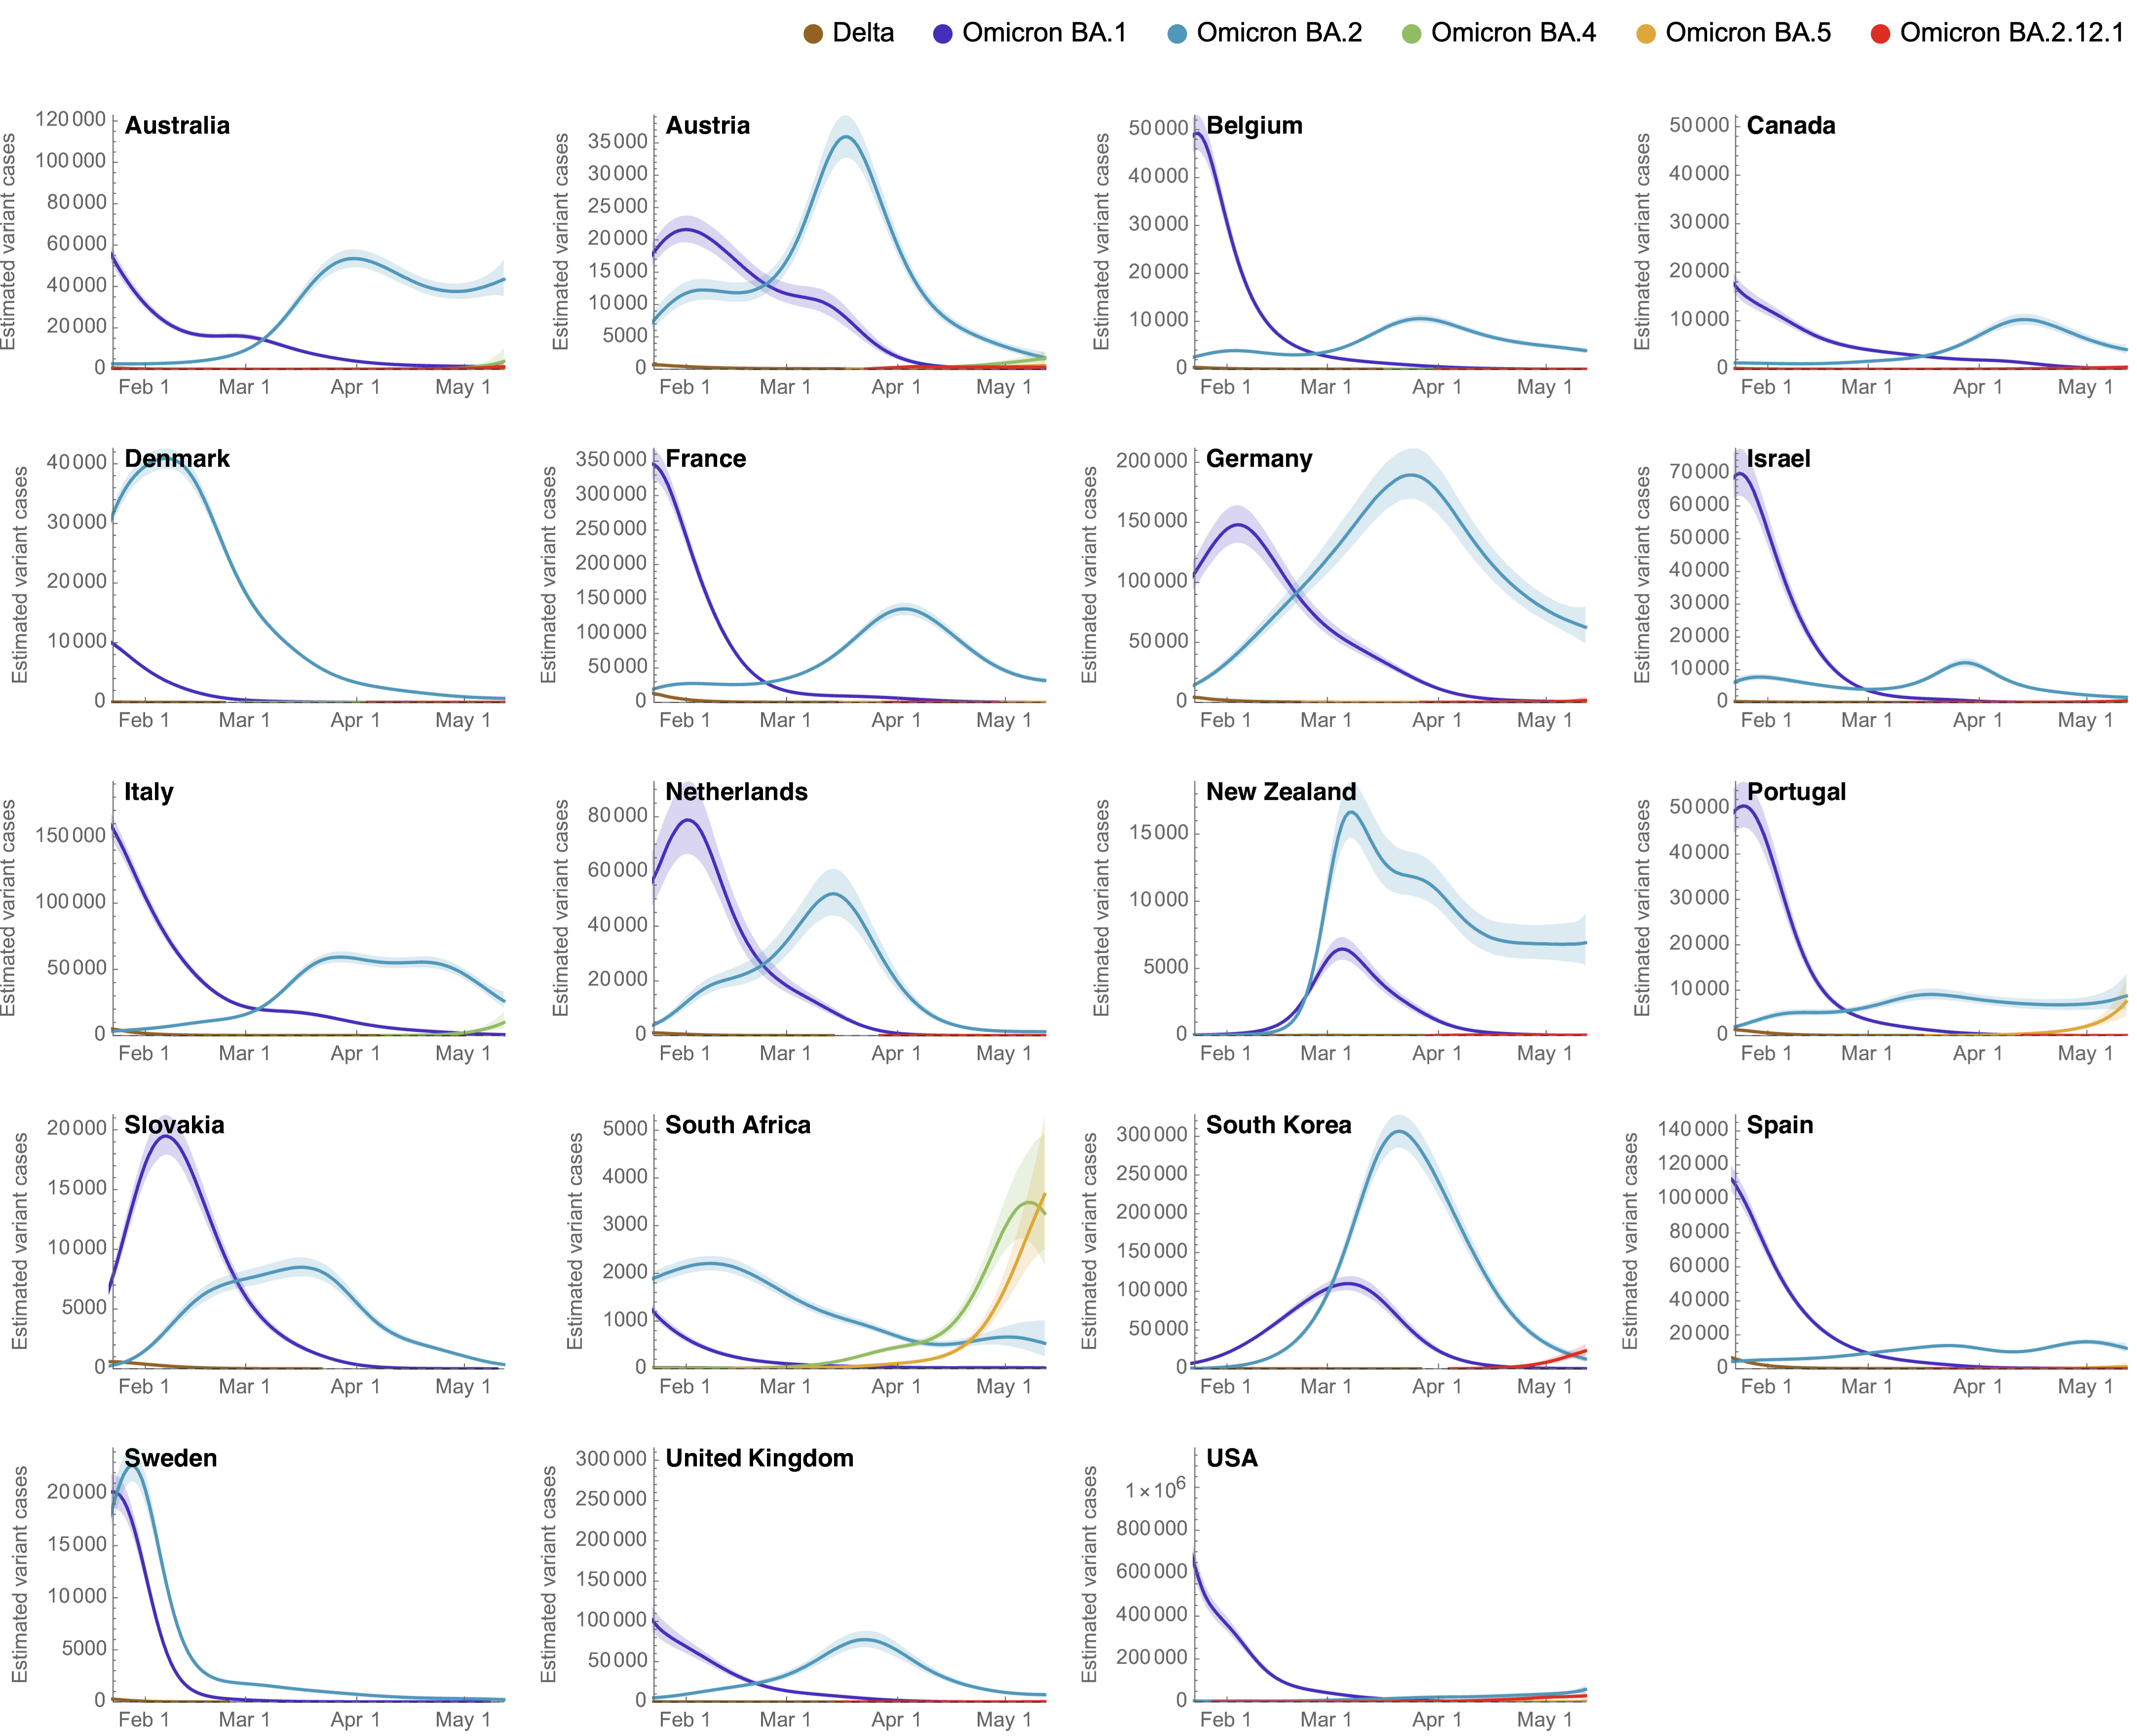 Delta Omicron BA.1 Omicron BA.2 Omicron BA.4 Omicron BA.5 Omicron BA.2.12.1
Australia
Estimated variant cases
120 000
100 000
80 000
60 000
40 000
20 000
0
Feb 1 Mar 1 Apr 1 May 1
Austria
Estimated variant cases
35 000
30 000
25 000
20 000
15 000
10 000
5000
0
Feb 1 Mar 1 Apr 1 May 1
Belgium
Estimated variant cases
50 000
40 000
30 000
20 000
10 000
0
Feb 1 Mar 1 Apr 1 May 1
Canada
Estimated variant cases
50 000
40 000
30 000
20 000
10 000
0
Feb 1 Mar 1 Apr 1 May 1
Denmark
Estimated variant cases
40 000
30 000
20 000
10 000
0
Feb 1 Mar 1 Apr 1 May 1
France
Estimated variant cases
350 000
300 000
250 000
200 000
150 000
100 000
50 000
0
Feb 1 Mar 1 Apr 1 May 1
Germany
Estimated variant cases
200 000
150 000
100 000
50 000
0
Feb 1 Mar 1 Apr 1 May 1
Israel
Estimated variant cases
70 000
60 000
50 000
40 000
30 000
20 000
10 000
0
Feb 1 Mar 1 Apr 1 May 1
Italy
Estimated variant cases
150 000
100 000
50 000
0
Feb 1 Mar 1 Apr 1 May 1
Netherlands
Estimated variant cases
80 000
60 000
40 000
20 000
0
Feb 1 Mar 1 Apr 1 May 1
New Zealand
Estimated variant cases
15 000
10 000
5000
0
Feb 1 Mar 1 Apr 1 May 1
Portugal
Estimated variant cases
50 000
40 000
30 000
20 000
10 000
0
Feb 1 Mar 1 Apr 1 May 1
Slovakia
Estimated variant cases
20 000
15 000
10 000
5000
0
Feb 1 Mar 1 Apr 1 May 1
South Africa
Estimated variant cases
5000
4000
3000
2000
1000
0
Feb 1 Mar 1 Apr 1 May 1
South Korea
Estimated variant cases
300 000
250 000
200 000
150 000
100 000
50 000
0
Feb 1 Mar 1 Apr 1 May 1
Spain
Estimated variant cases
140 000
120 000
100 000
80 000
60 000
40 000
20 000
0
Feb 1 Mar 1 Apr 1 May 1
Sweden
Estimated variant cases
20 000
15 000
10 000
5000
0
Feb 1 Mar 1 Apr 1 May 1
United Kingdom
Estimated variant cases
300 000
250 000
200 000
150 000
100 000
50 000
0
Feb 1 Mar 1 Apr 1 May 1
USA
Estimated variant cases
1×10⁶
800 000
600 000
400 000
200 000
0
Feb 1 Mar 1 Apr 1 May 1